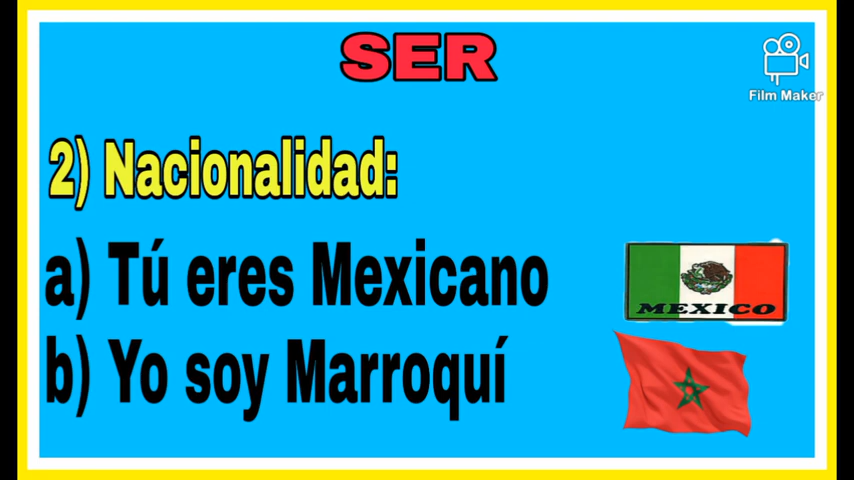 SER
Film Maker
2) Nacionalidad:
a) Tú eres Mexicano
MEXICO
b) Yo soy Marroquí